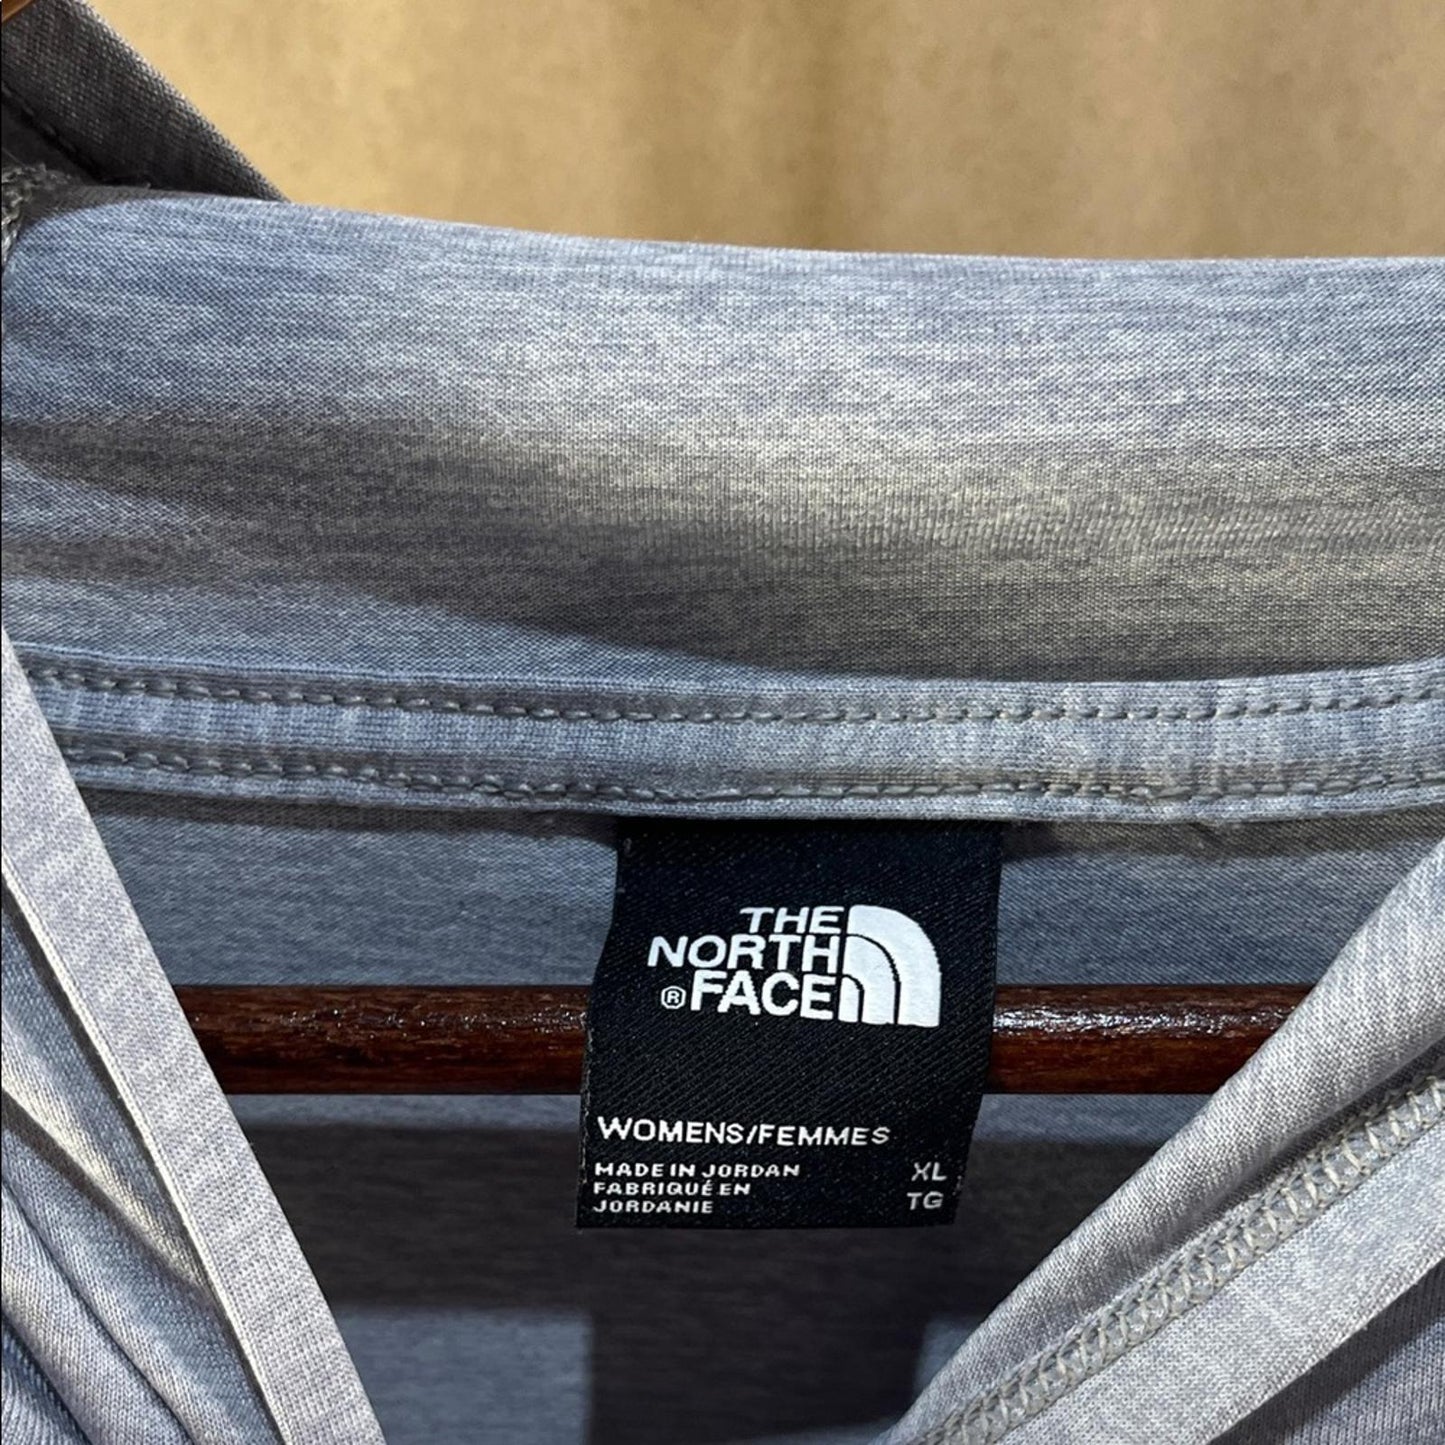 THE
NORTH
® FACE
WOMENS/FEMMES
MADE IN JORDAN XL
FABRIQUÉ EN TG
JORDANIE